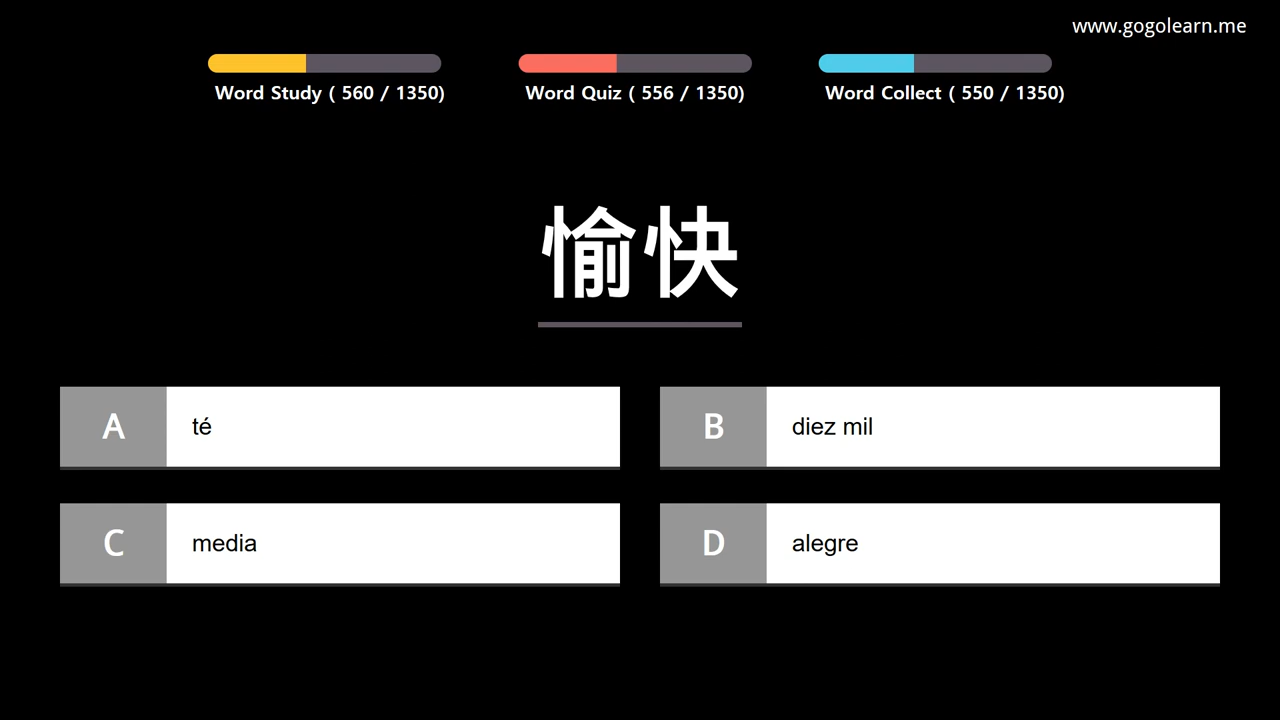 www.gogolearn.me
Word Study ( 560 / 1350)
Word Quiz ( 556 / 1350)
Word Collect ( 550 / 1350)
愉快
A té
B diez mil
C media
D alegre